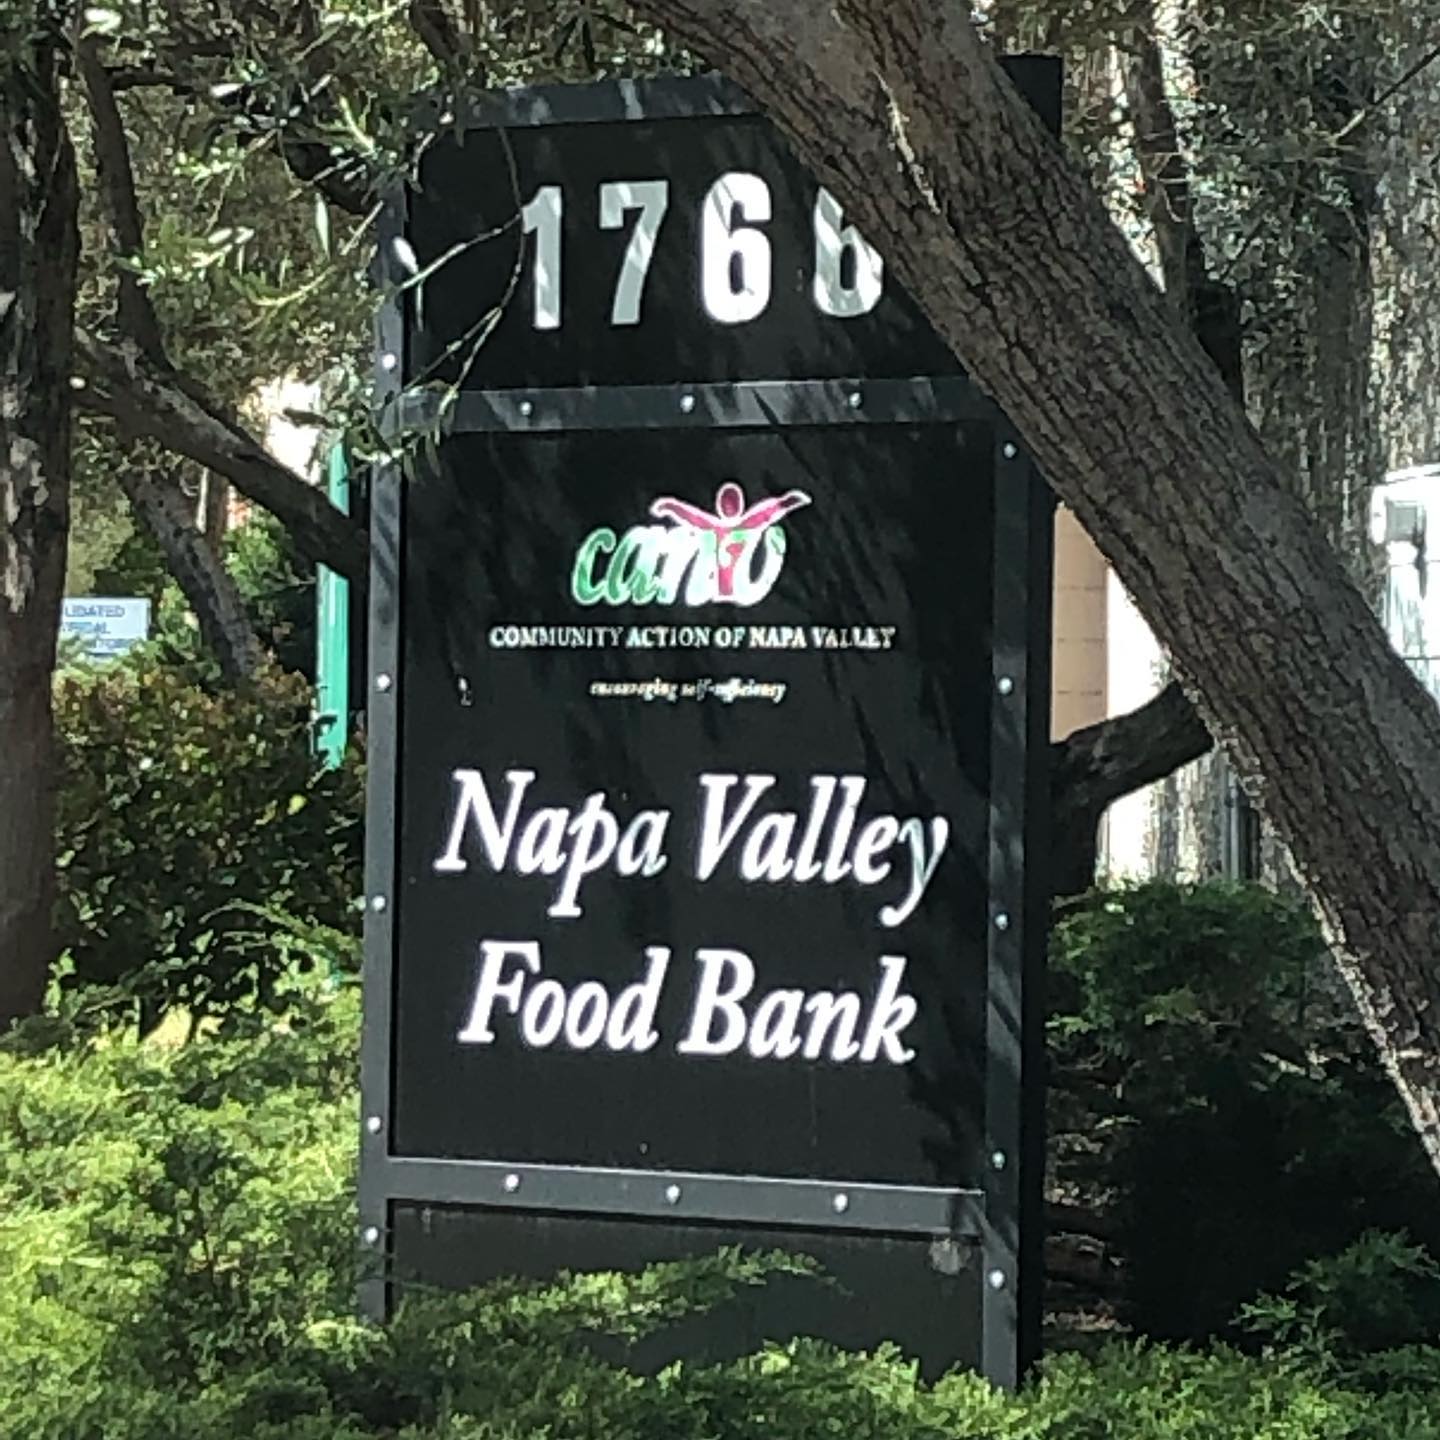 1766
canv
COMMUNITY ACTION OF NAPA VALLEY
encouraging self-sufficiency
Napa Valley
Food Bank